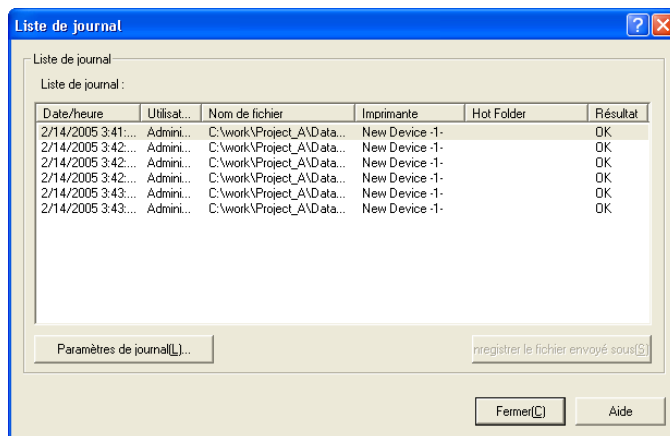 Liste de journal
Liste de journal
Liste de journal :
Date/heure Utilisat... Nom de fichier Imprimante Hot Folder Résultat
2/14/2005 3:41:... Admini... C:\work\Project_A\Data... New Device -1- OK
2/14/2005 3:42:... Admini... C:\work\Project_A\Data... New Device -1- OK
2/14/2005 3:42:... Admini... C:\work\Project_A\Data... New Device -1- OK
2/14/2005 3:42:... Admini... C:\work\Project_A\Data... New Device -1- OK
2/14/2005 3:43:... Admini... C:\work\Project_A\Data... New Device -1- OK
2/14/2005 3:43:... Admini... C:\work\Project_A\Data... New Device -1- OK
Paramètres de journal(L)... nregistrer le fichier envoyé sous(S)
Fermer(C) Aide